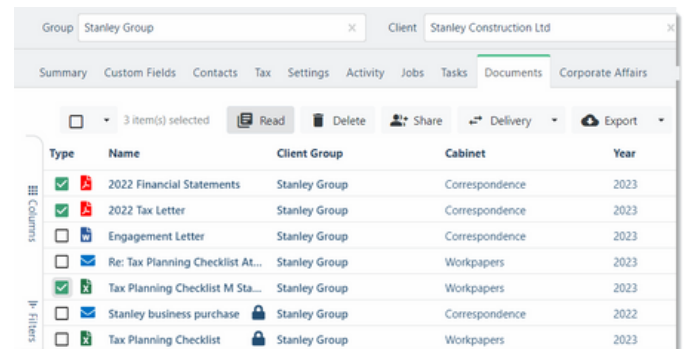 Group Stanley Group Client Stanley Construction Ltd
Summary Custom Fields Contacts Tax Settings Activity Jobs Tasks Documents Corporate Affairs
3 item(s) selected Read Delete Share Delivery Export
Type Name Client Group Cabinet Year
2022 Financial Statements Stanley Group Correspondence 2023
2022 Tax Letter Stanley Group Correspondence 2023
Engagement Letter Stanley Group Correspondence 2023
Re: Tax Planning Checklist At... Stanley Group Workpapers 2023
Tax Planning Checklist M Sta... Stanley Group Workpapers 2023
Stanley business purchase Stanley Group Correspondence 2022
Tax Planning Checklist Stanley Group Workpapers 2023
Columns
Filters